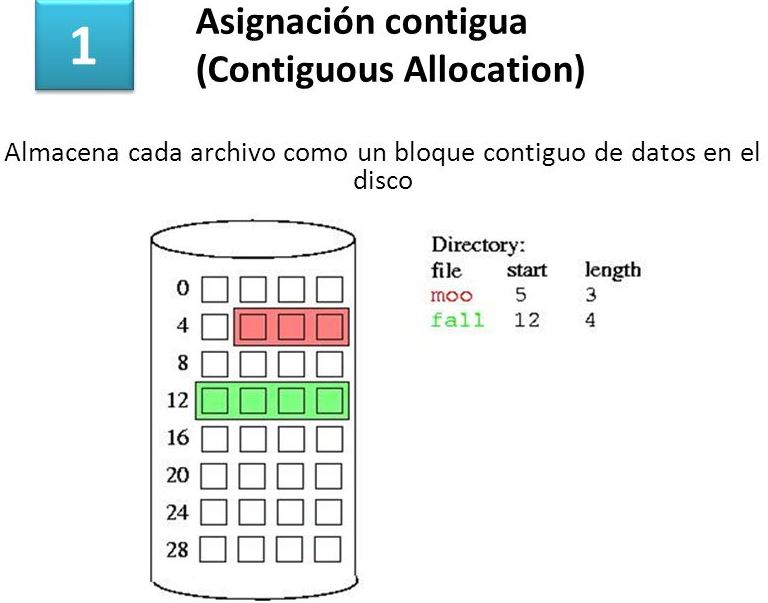 1
Asignación contigua
(Contiguous Allocation)
Almacena cada archivo como un bloque contiguo de datos en el
disco
Directory:
file start length
moo 5 3
fall 12 4
0
4
8
12
16
20
24
28